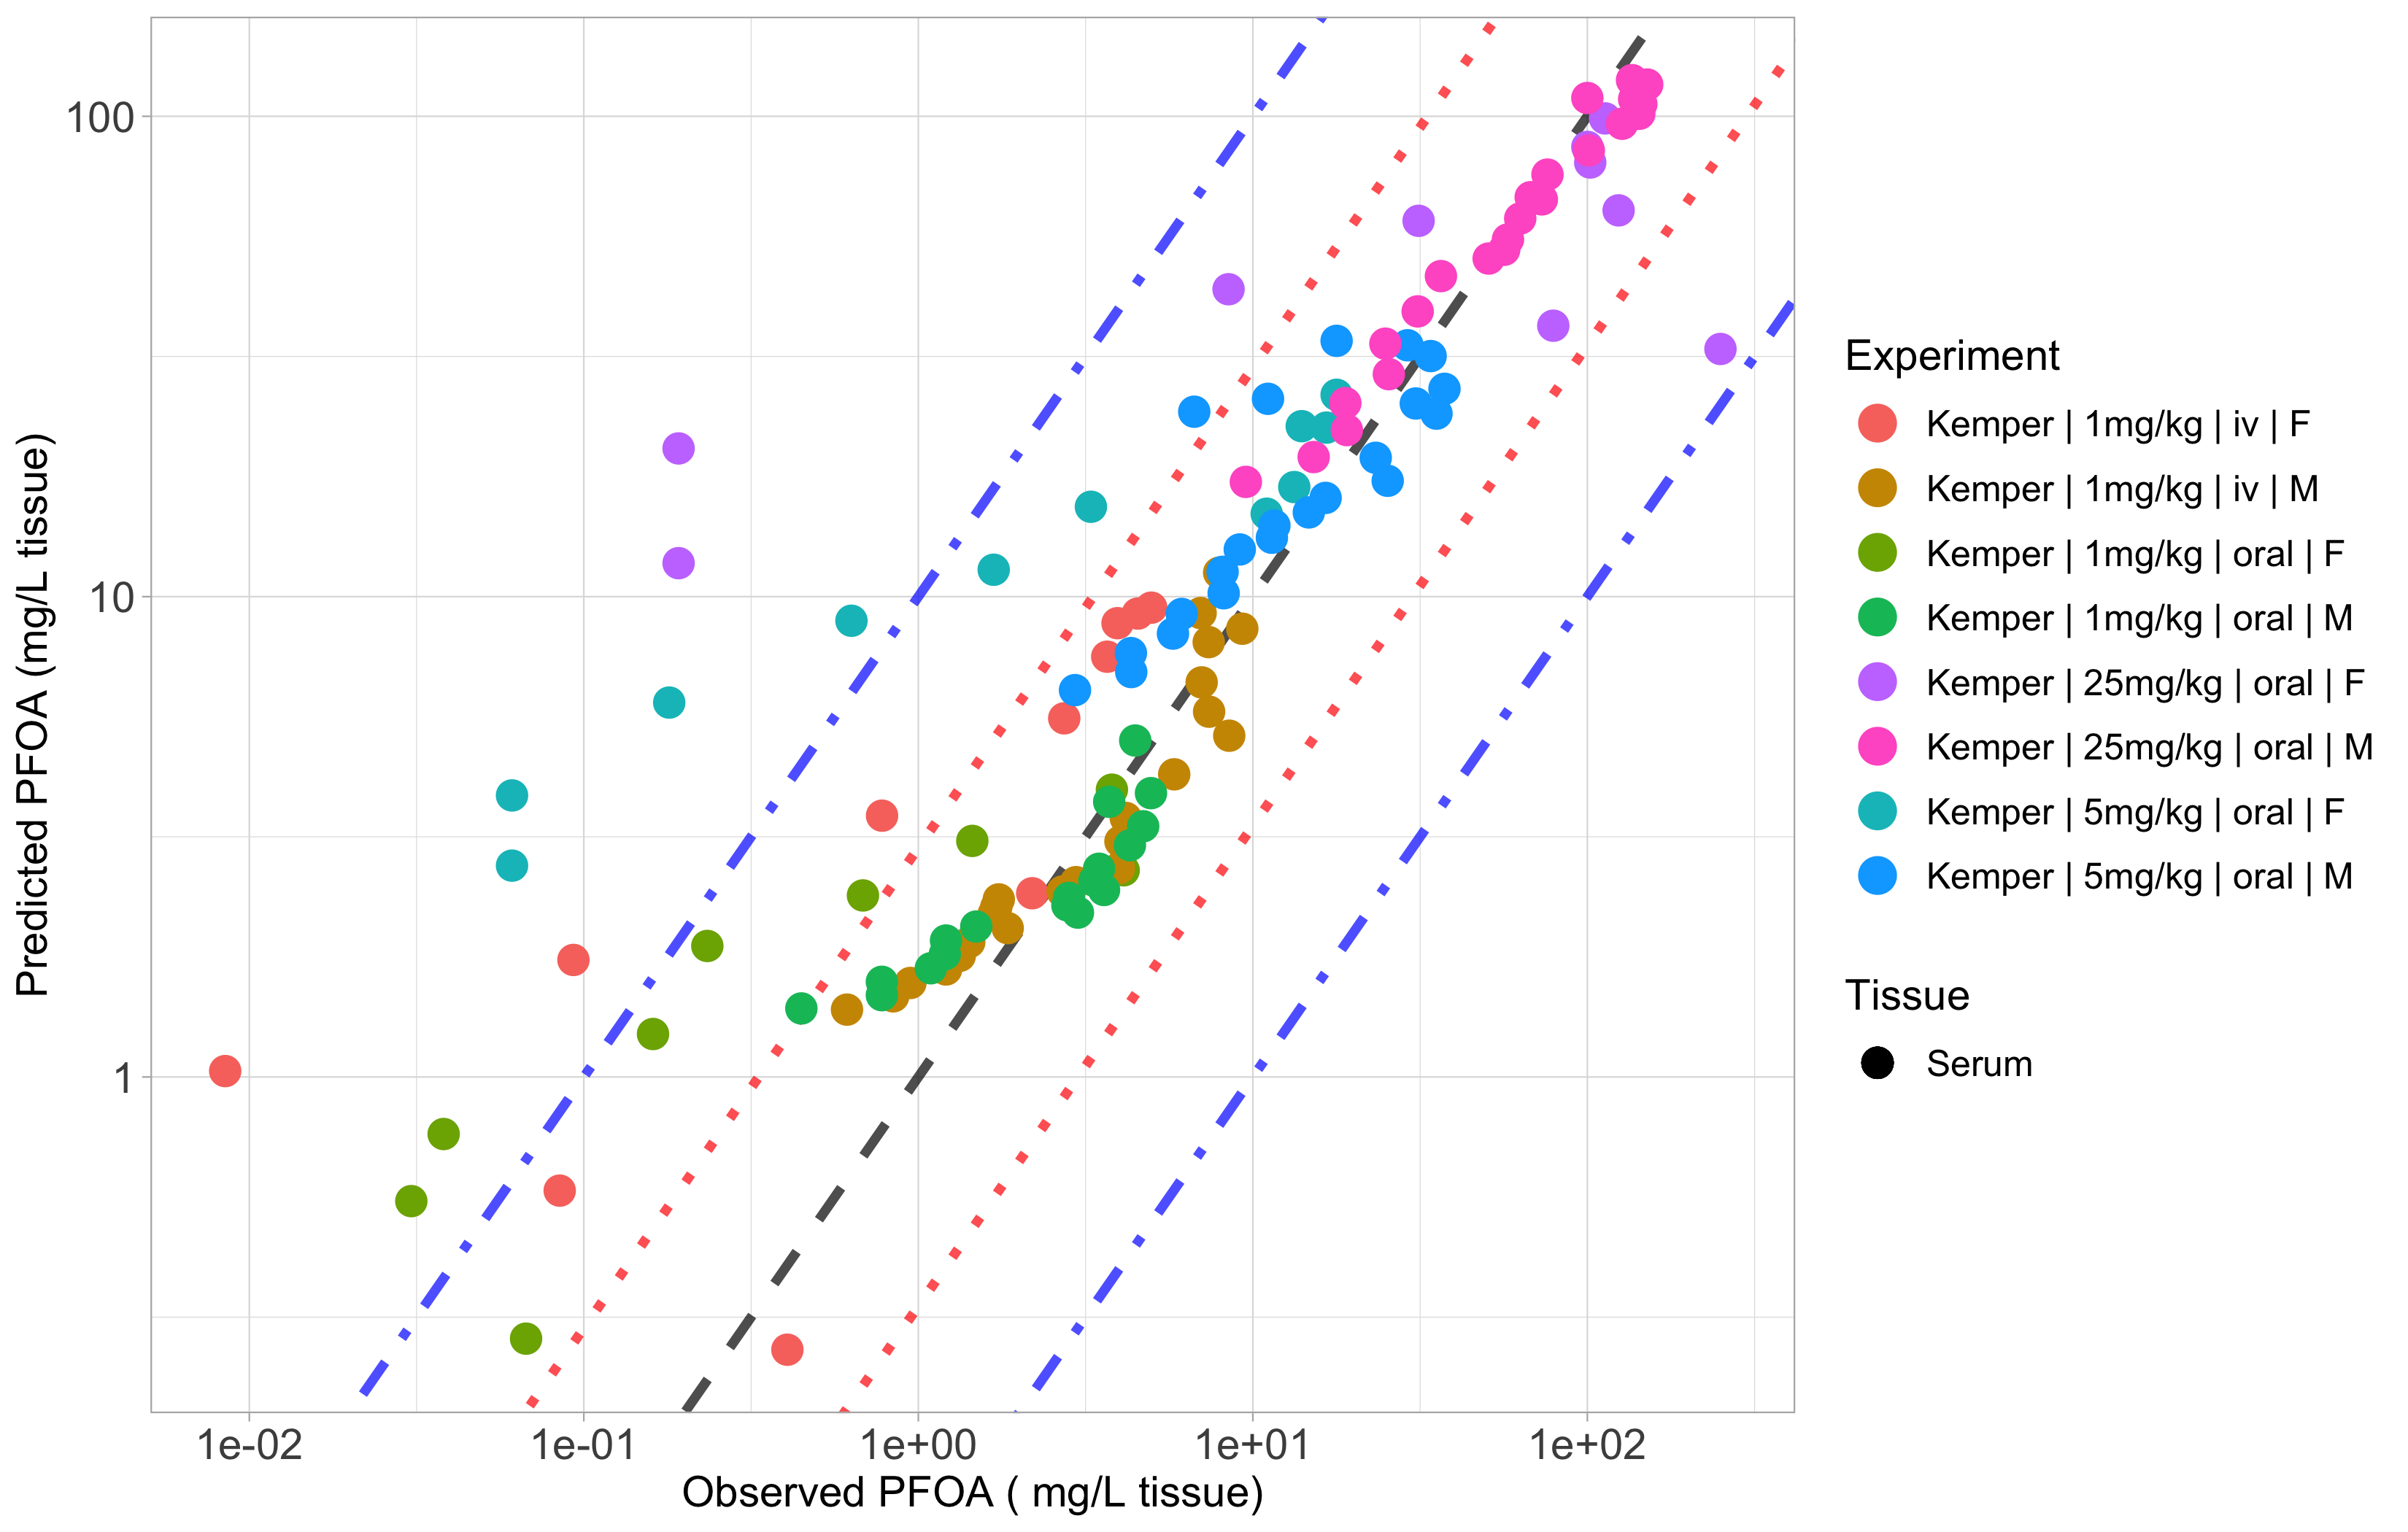 100
10
1
Predicted PFOA (mg/L tissue)
1e-02
1e-01
1e+00
1e+01
1e+02
Observed PFOA ( mg/L tissue)
Experiment
Kemper | 1mg/kg | iv | F
Kemper | 1mg/kg | iv | M
Kemper | 1mg/kg | oral | F
Kemper | 1mg/kg | oral | M
Kemper | 25mg/kg | oral | F
Kemper | 25mg/kg | oral | M
Kemper | 5mg/kg | oral | F
Kemper | 5mg/kg | oral | M
Tissue
Serum